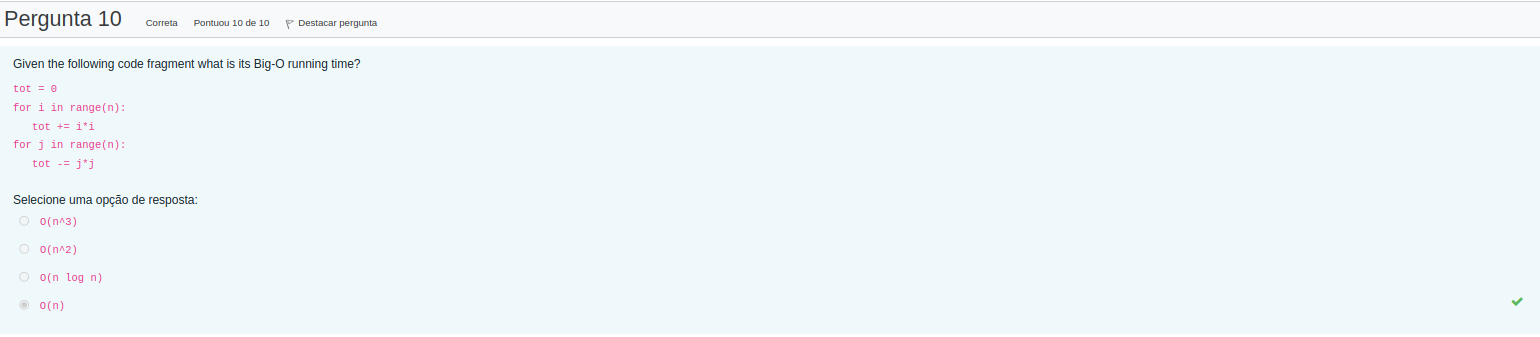 Pergunta 10 Correta Pontuou 10 de 10 Destacar pergunta
Given the following code fragment what is its Big-O running time?
tot = 0
for i in range(n):
   tot += i*i
for j in range(n):
   tot -= j*j
Selecione uma opção de resposta:
O(n^3)
O(n^2)
O(n log n)
O(n)